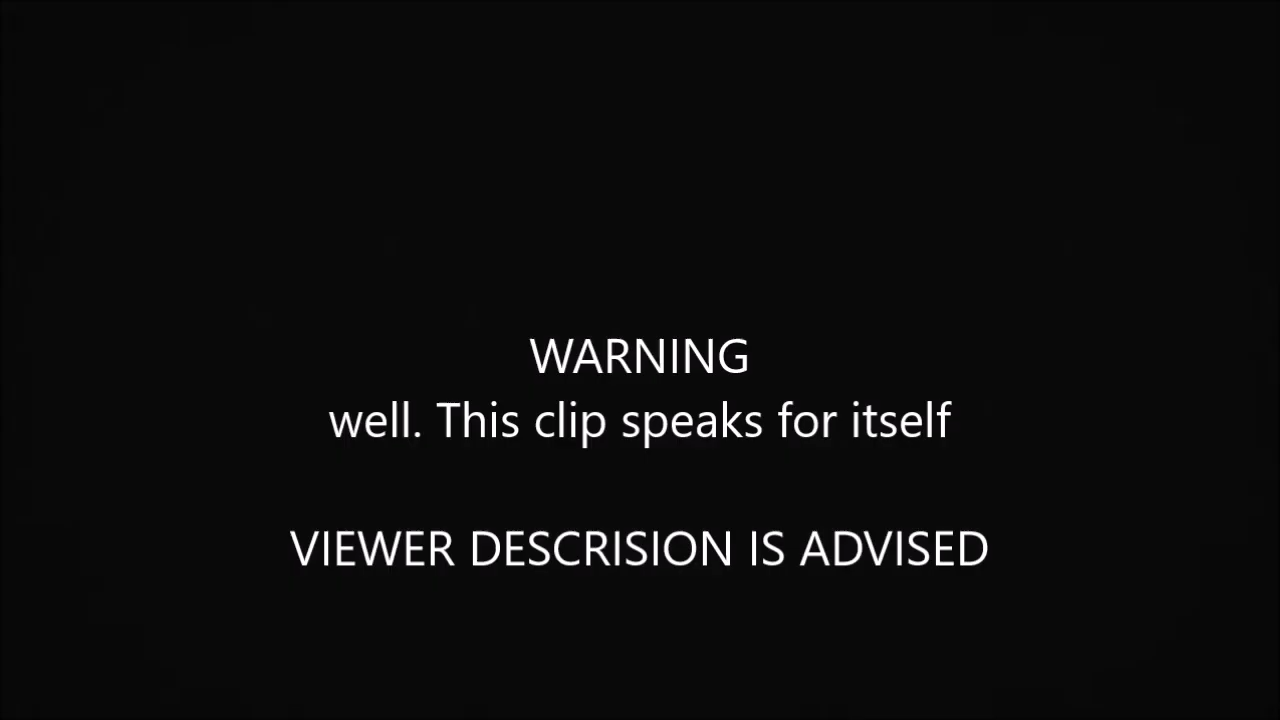 WARNING
well. This clip speaks for itself
VIEWER DESCRISION IS ADVISED